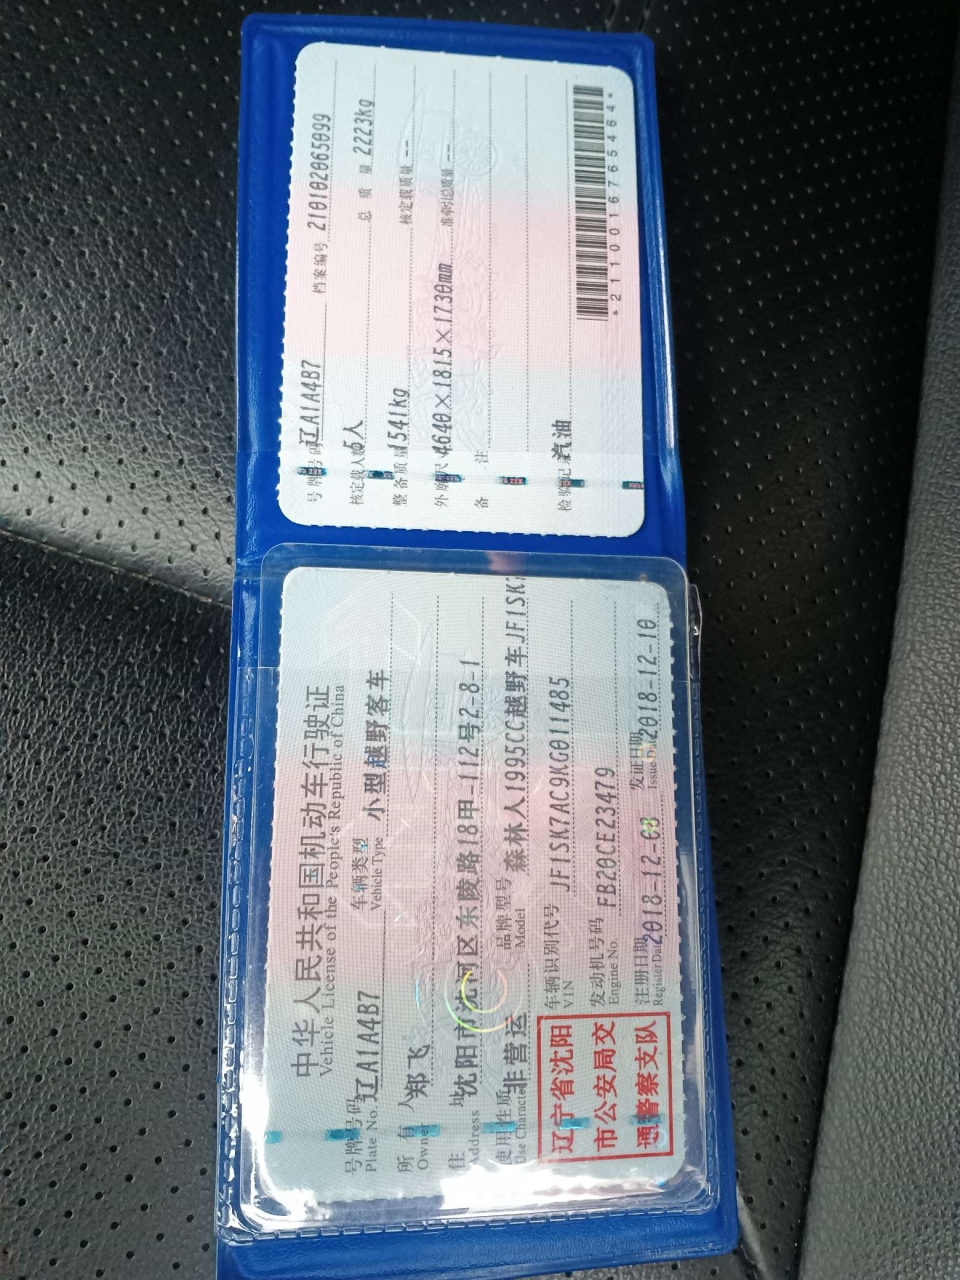 中华人民共和国机动车行驶证
Vehicle License of the People's Republic of China
号牌号码 辽A1A4B7 车辆类型 小型越野客车
Plate No. Vehicle Type
所有人 郑飞
Owner
住址 沈阳市沈河区东陵路18甲-112号2-8-1
Address
使用性质 非营运 品牌型号 森林人1995CC越野车JF1SK7
Use Character Model
辽宁省沈阳
市公安局交
通警察支队
车辆识别代号 JF1SK7AC9KG011485
VIN
发动机号码 FB20CE23479
Engine No.
注册日期 2018-12-03 发证日期 2018-12-10
Register Date Issue Date
号牌号码 辽A1A4B7 档案编号 210102065099
核定载人数 5人 总质量 2223kg
整备质量 1541kg 核定载质量 --
外廓尺 4640×1815×1730mm 准牵引总质量 --
备注
检验记录 汽油
*2110016765464*